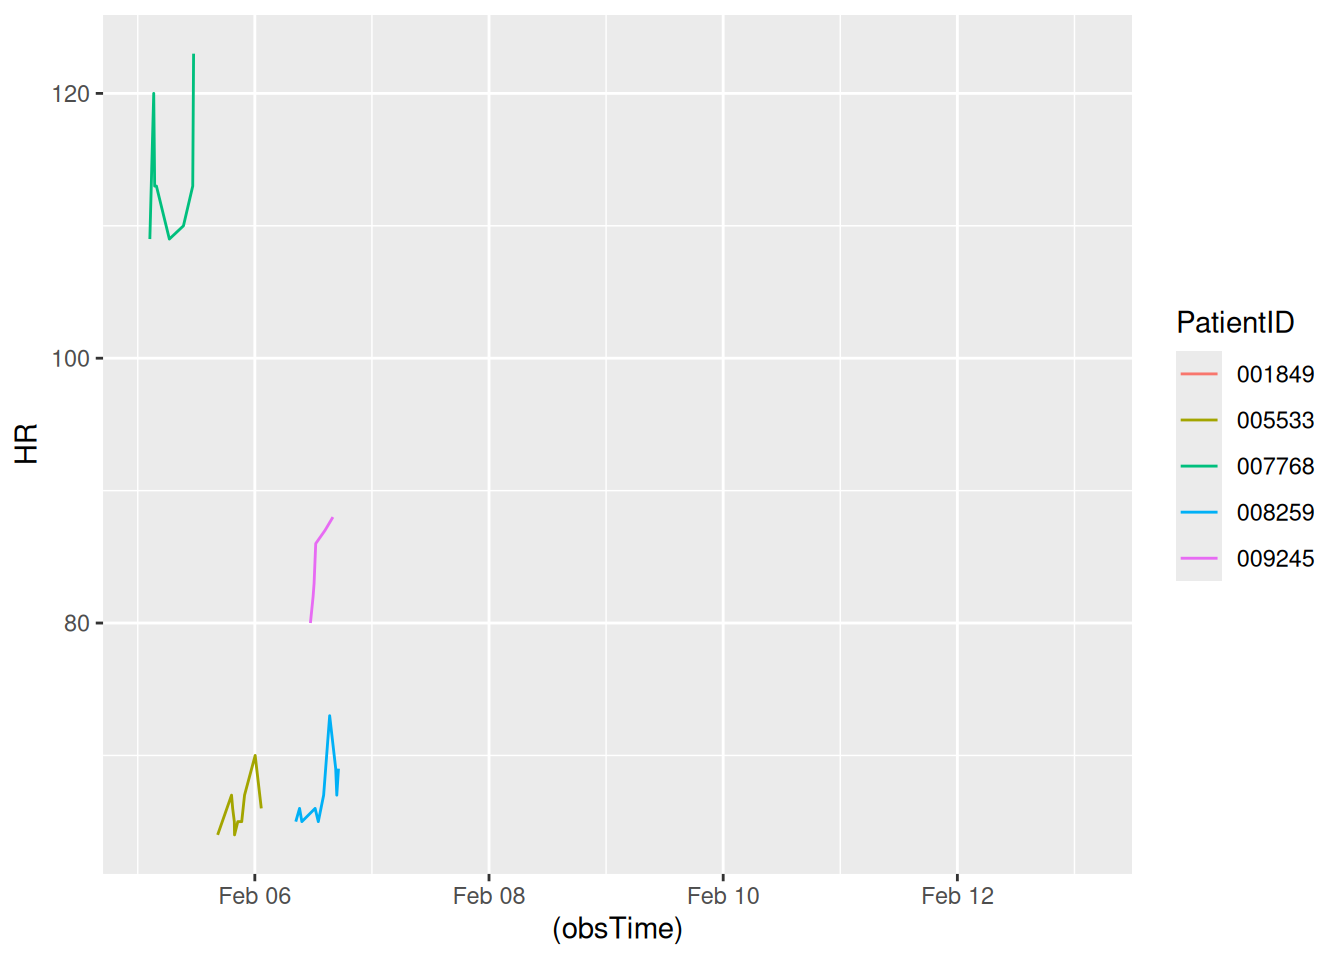 120
100
80
HR
Feb 06
Feb 08
Feb 10
Feb 12
(obsTime)
PatientID
001849
005533
007768
008259
009245